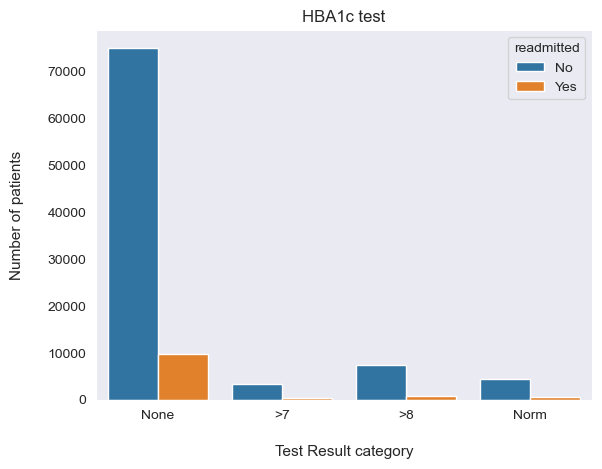 HBA1c test
readmitted
No
Yes
Number of patients
70000
60000
50000
40000
30000
20000
10000
0
None >7 >8 Norm
Test Result category